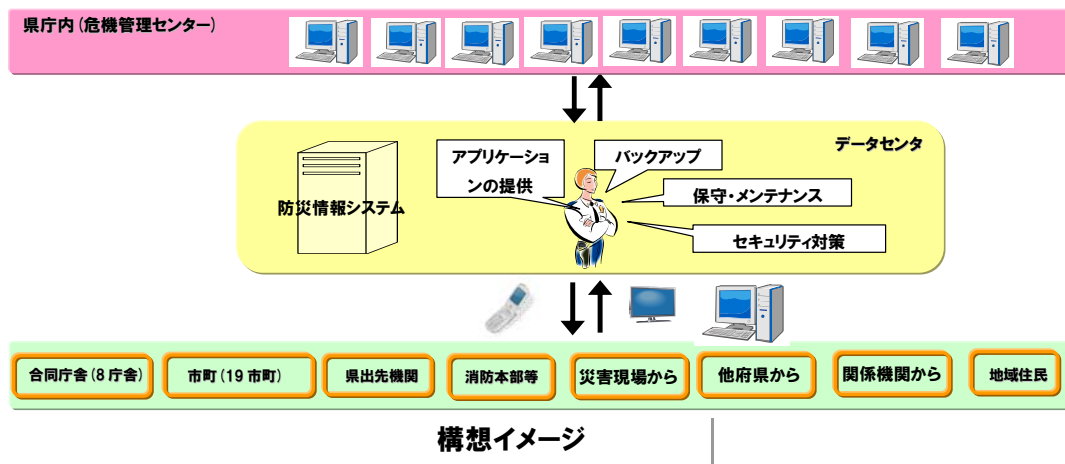 県庁内(危機管理センター)
データセンタ
アプリケーショ
ンの提供
バックアップ
保守・メンテナンス
セキュリティ対策
防災情報システム
合同庁舎(8庁舎)
市町(19市町)
県出先機関
消防本部等
災害現場から
他府県から
関係機関から
地域住民
構想イメージ